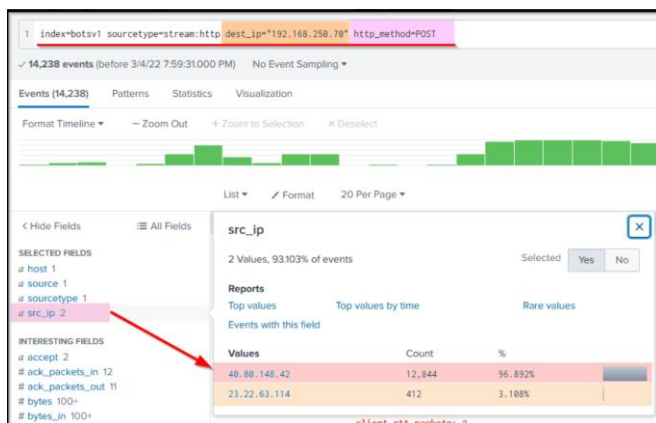 1 index=botsv1 sourcetype=stream:http dest_ip="192.168.250.70" http_method=POST
✓ 14,238 events (before 3/4/22 7:59:31.000 PM) No Event Sampling ▾
Events (14,238) Patterns Statistics Visualization
Format Timeline ▾ — Zoom Out + Zoom to Selection × Deselect
List ▾ Format 20 Per Page ▾
< Hide Fields All Fields
SELECTED FIELDS
a host 1
a source 1
a sourcetype 1
a src_ip 2
INTERESTING FIELDS
a accept 2
# ack_packets_in 12
# ack_packets_out 11
# bytes 100+
# bytes_in 100+
src_ip
2 Values, 93.103% of events Selected Yes No
Reports
Top values Top values by time Rare values
Events with this field
Values Count %
40.80.148.42 12,844 96.892%
23.22.63.114 412 3.108%